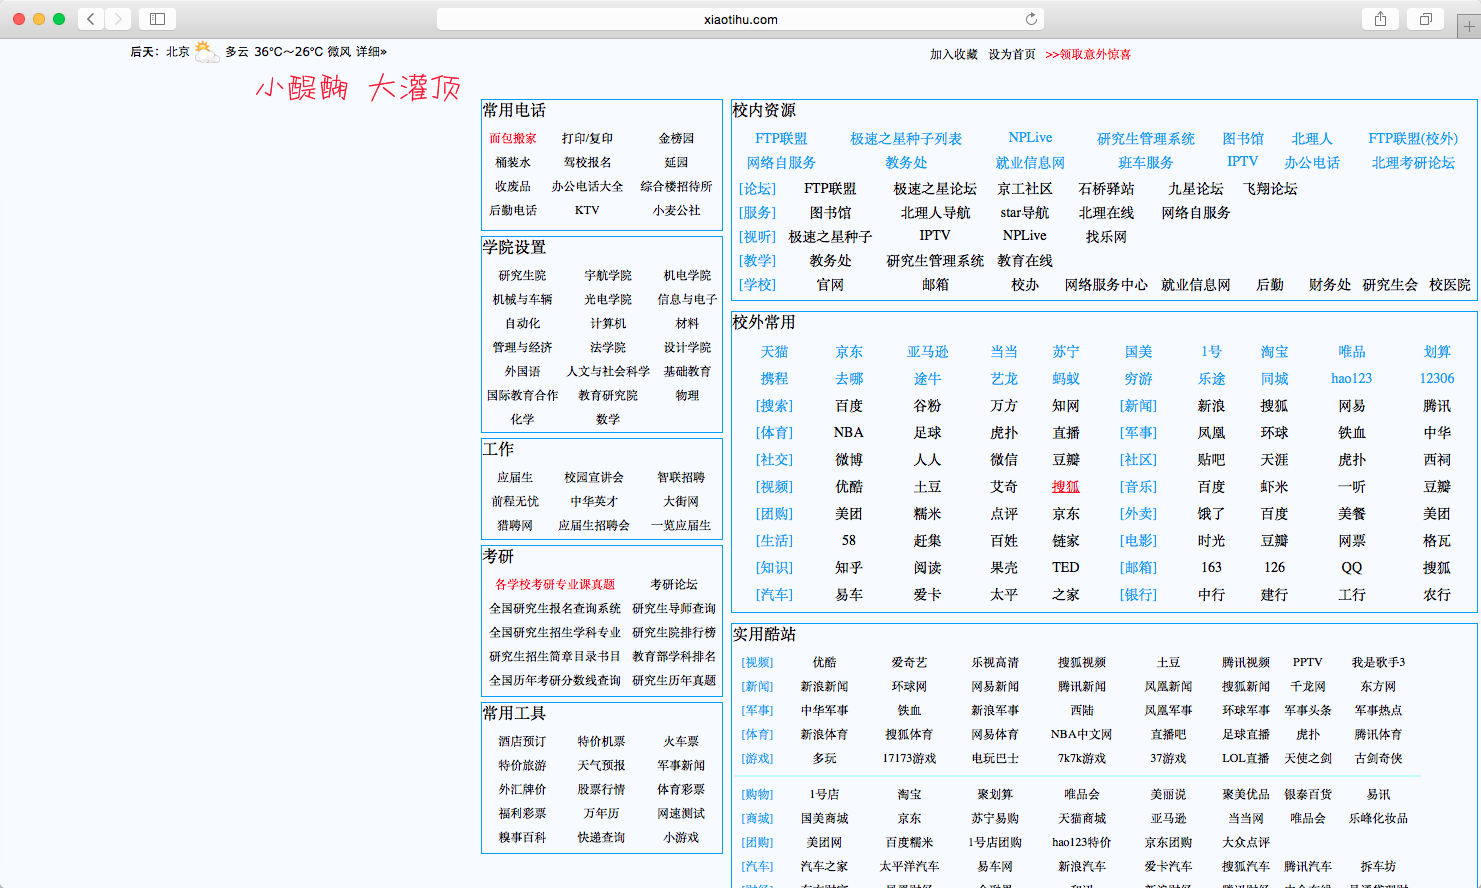 xiaotihu.com
后天：北京 多云 36℃～26℃ 微风 详细»
加入收藏 设为首页 >>领取意外惊喜
小醍醐 大灌顶
常用电话
面包搬家 打印/复印 金榜园
桶装水 驾校报名 延园
收废品 办公电话大全 综合楼招待所
后勤电话 KTV 小麦公社
学院设置
研究生院 宇航学院 机电学院
机械与车辆 光电学院 信息与电子
自动化 计算机 材料
管理与经济 法学院 设计学院
外国语 人文与社会科学 基础教育
国际教育合作 教育研究院 物理
化学 数学
工作
应届生 校园宣讲会 智联招聘
前程无忧 中华英才 大街网
猎聘网 应届生招聘会 一览应届生
考研
各学校考研专业课真题 考研论坛
全国研究生报名查询系统 研究生导师查询
全国研究生招生学科专业 研究生院排行榜
研究生招生简章目录书目 教育部学科排名
全国历年考研分数线查询 研究生历年真题
常用工具
酒店预订 特价机票 火车票
特价旅游 天气预报 军事新闻
外汇牌价 股票行情 体育彩票
福利彩票 万年历 网速测试
糗事百科 快递查询 小游戏
校内资源
FTP联盟 极速之星种子列表 NPLive 研究生管理系统 图书馆 北理人 FTP联盟(校外)
网络自服务 教务处 就业信息网 班车服务 IPTV 办公电话 北理考研论坛
[论坛] FTP联盟 极速之星论坛 京工社区 石桥驿站 九星论坛 飞翔论坛
[服务] 图书馆 北理人导航 star导航 北理在线 网络自服务
[视听] 极速之星种子 IPTV NPLive 找乐网
[教学] 教务处 研究生管理系统 教育在线
[学校] 官网 邮箱 校办 网络服务中心 就业信息网 后勤 财务处 研究生会 校医院
校外常用
天猫 京东 亚马逊 当当 苏宁 国美 1号 淘宝 唯品 划算
携程 去哪 途牛 艺龙 蚂蚁 穷游 乐途 同城 hao123 12306
[搜索] 百度 谷粉 万方 知网 [新闻] 新浪 搜狐 网易 腾讯
[体育] NBA 足球 虎扑 直播 [军事] 凤凰 环球 铁血 中华
[社交] 微博 人人 微信 豆瓣 [社区] 贴吧 天涯 虎扑 西祠
[视频] 优酷 土豆 艾奇 搜狐 [音乐] 百度 虾米 一听 豆瓣
[团购] 美团 糯米 点评 京东 [外卖] 饿了 百度 美餐 美团
[生活] 58 赶集 百姓 链家 [电影] 时光 豆瓣 网票 格瓦
[知识] 知乎 阅读 果壳 TED [邮箱] 163 126 QQ 搜狐
[汽车] 易车 爱卡 太平 之家 [银行] 中行 建行 工行 农行
实用酷站
[视频] 优酷 爱奇艺 乐视高清 搜狐视频 土豆 腾讯视频 PPTV 我是歌手3
[新闻] 新浪新闻 环球网 网易新闻 腾讯新闻 凤凰新闻 搜狐新闻 千龙网 东方网
[军事] 中华军事 铁血 新浪军事 西陆 凤凰军事 环球军事 军事头条 军事热点
[体育] 新浪体育 搜狐体育 网易体育 NBA中文网 直播吧 足球直播 虎扑 腾讯体育
[游戏] 多玩 17173游戏 电玩巴士 7k7k游戏 37游戏 LOL直播 天使之剑 古剑奇侠
[购物] 1号店 淘宝 聚划算 唯品会 美丽说 聚美优品 银泰百货 易讯
[商城] 国美商城 京东 苏宁易购 天猫商城 亚马逊 当当网 唯品会 乐峰化妆品
[团购] 美团网 百度糯米 1号店团购 hao123特价 京东团购 大众点评
[汽车] 汽车之家 太平洋汽车 易车网 新浪汽车 爱卡汽车 搜狐汽车 腾讯汽车 拆车坊